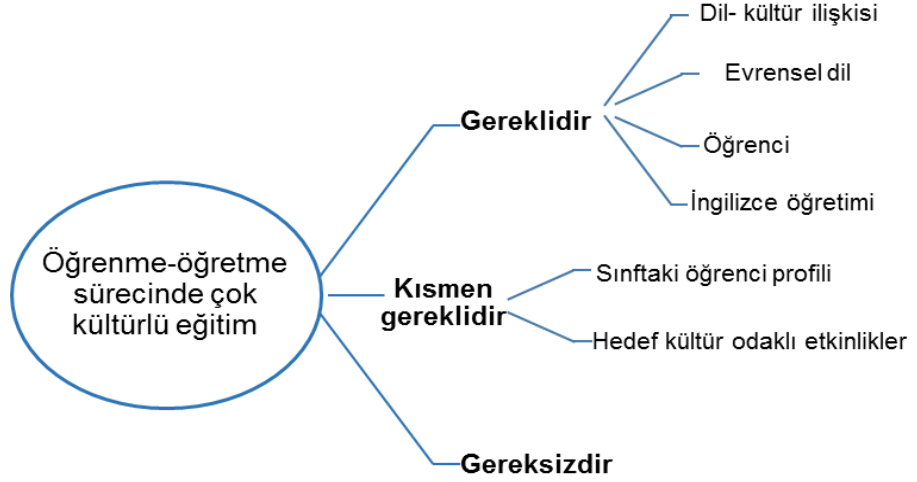 Öğrenme-öğretme
sürecinde çok
kültürlü eğitim
Gereklidir
Dil- kültür ilişkisi
Evrensel dil
Öğrenci
İngilizce öğretimi
Kısmen
gereklidir
Sınftaki öğrenci profili
Hedef kültür odaklı etkinlikler
Gereksizdir